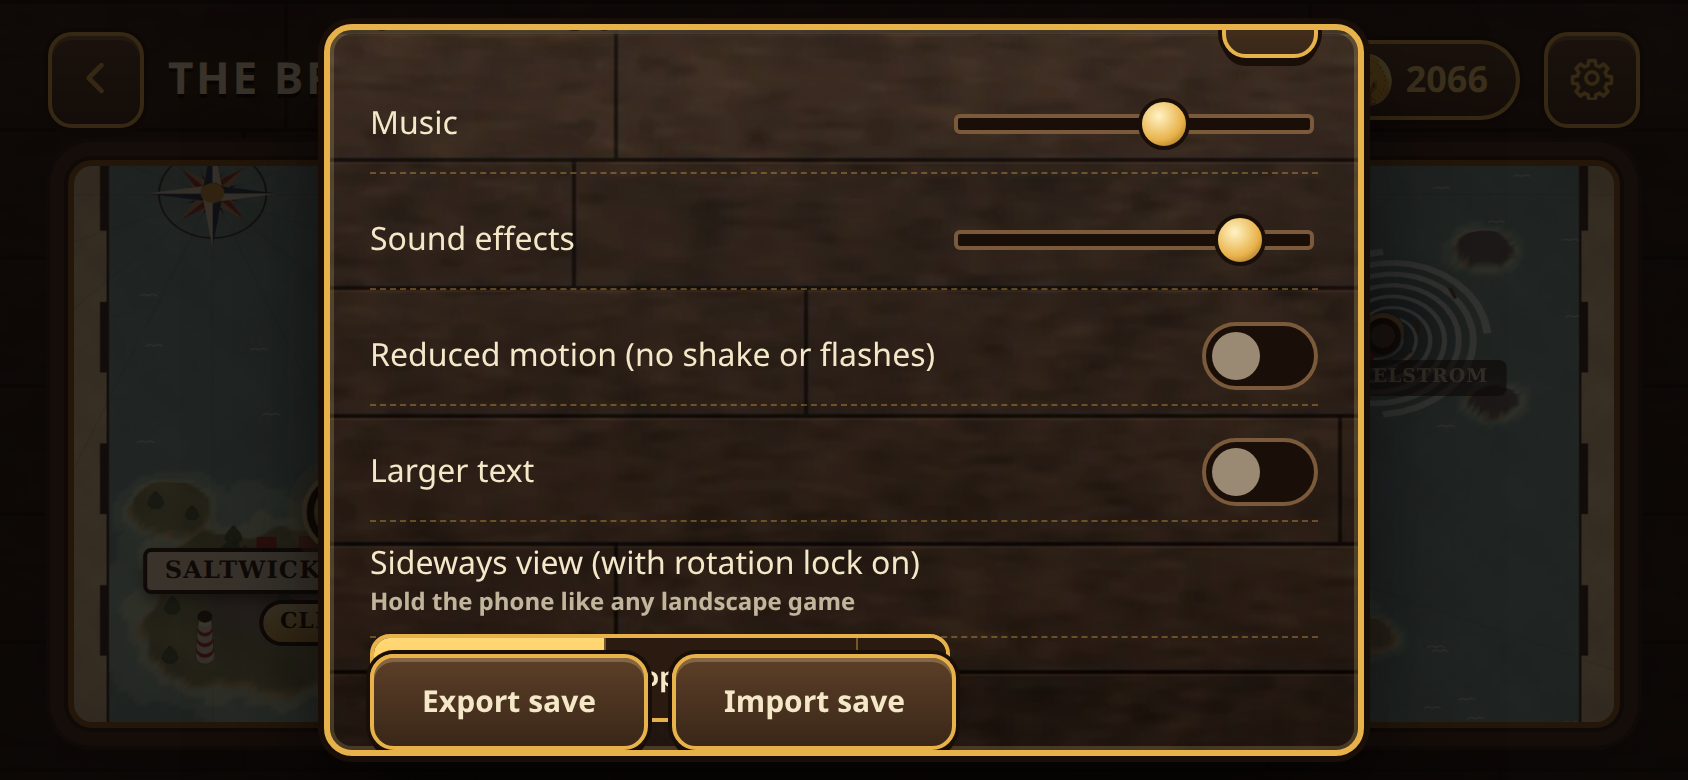 THE
2066
Music
Sound effects
Reduced motion (no shake or flashes)
ELSTROM
Larger text
Sideways view (with rotation lock on)
SALTWICK
Hold the phone like any landscape game
Export save
Import save